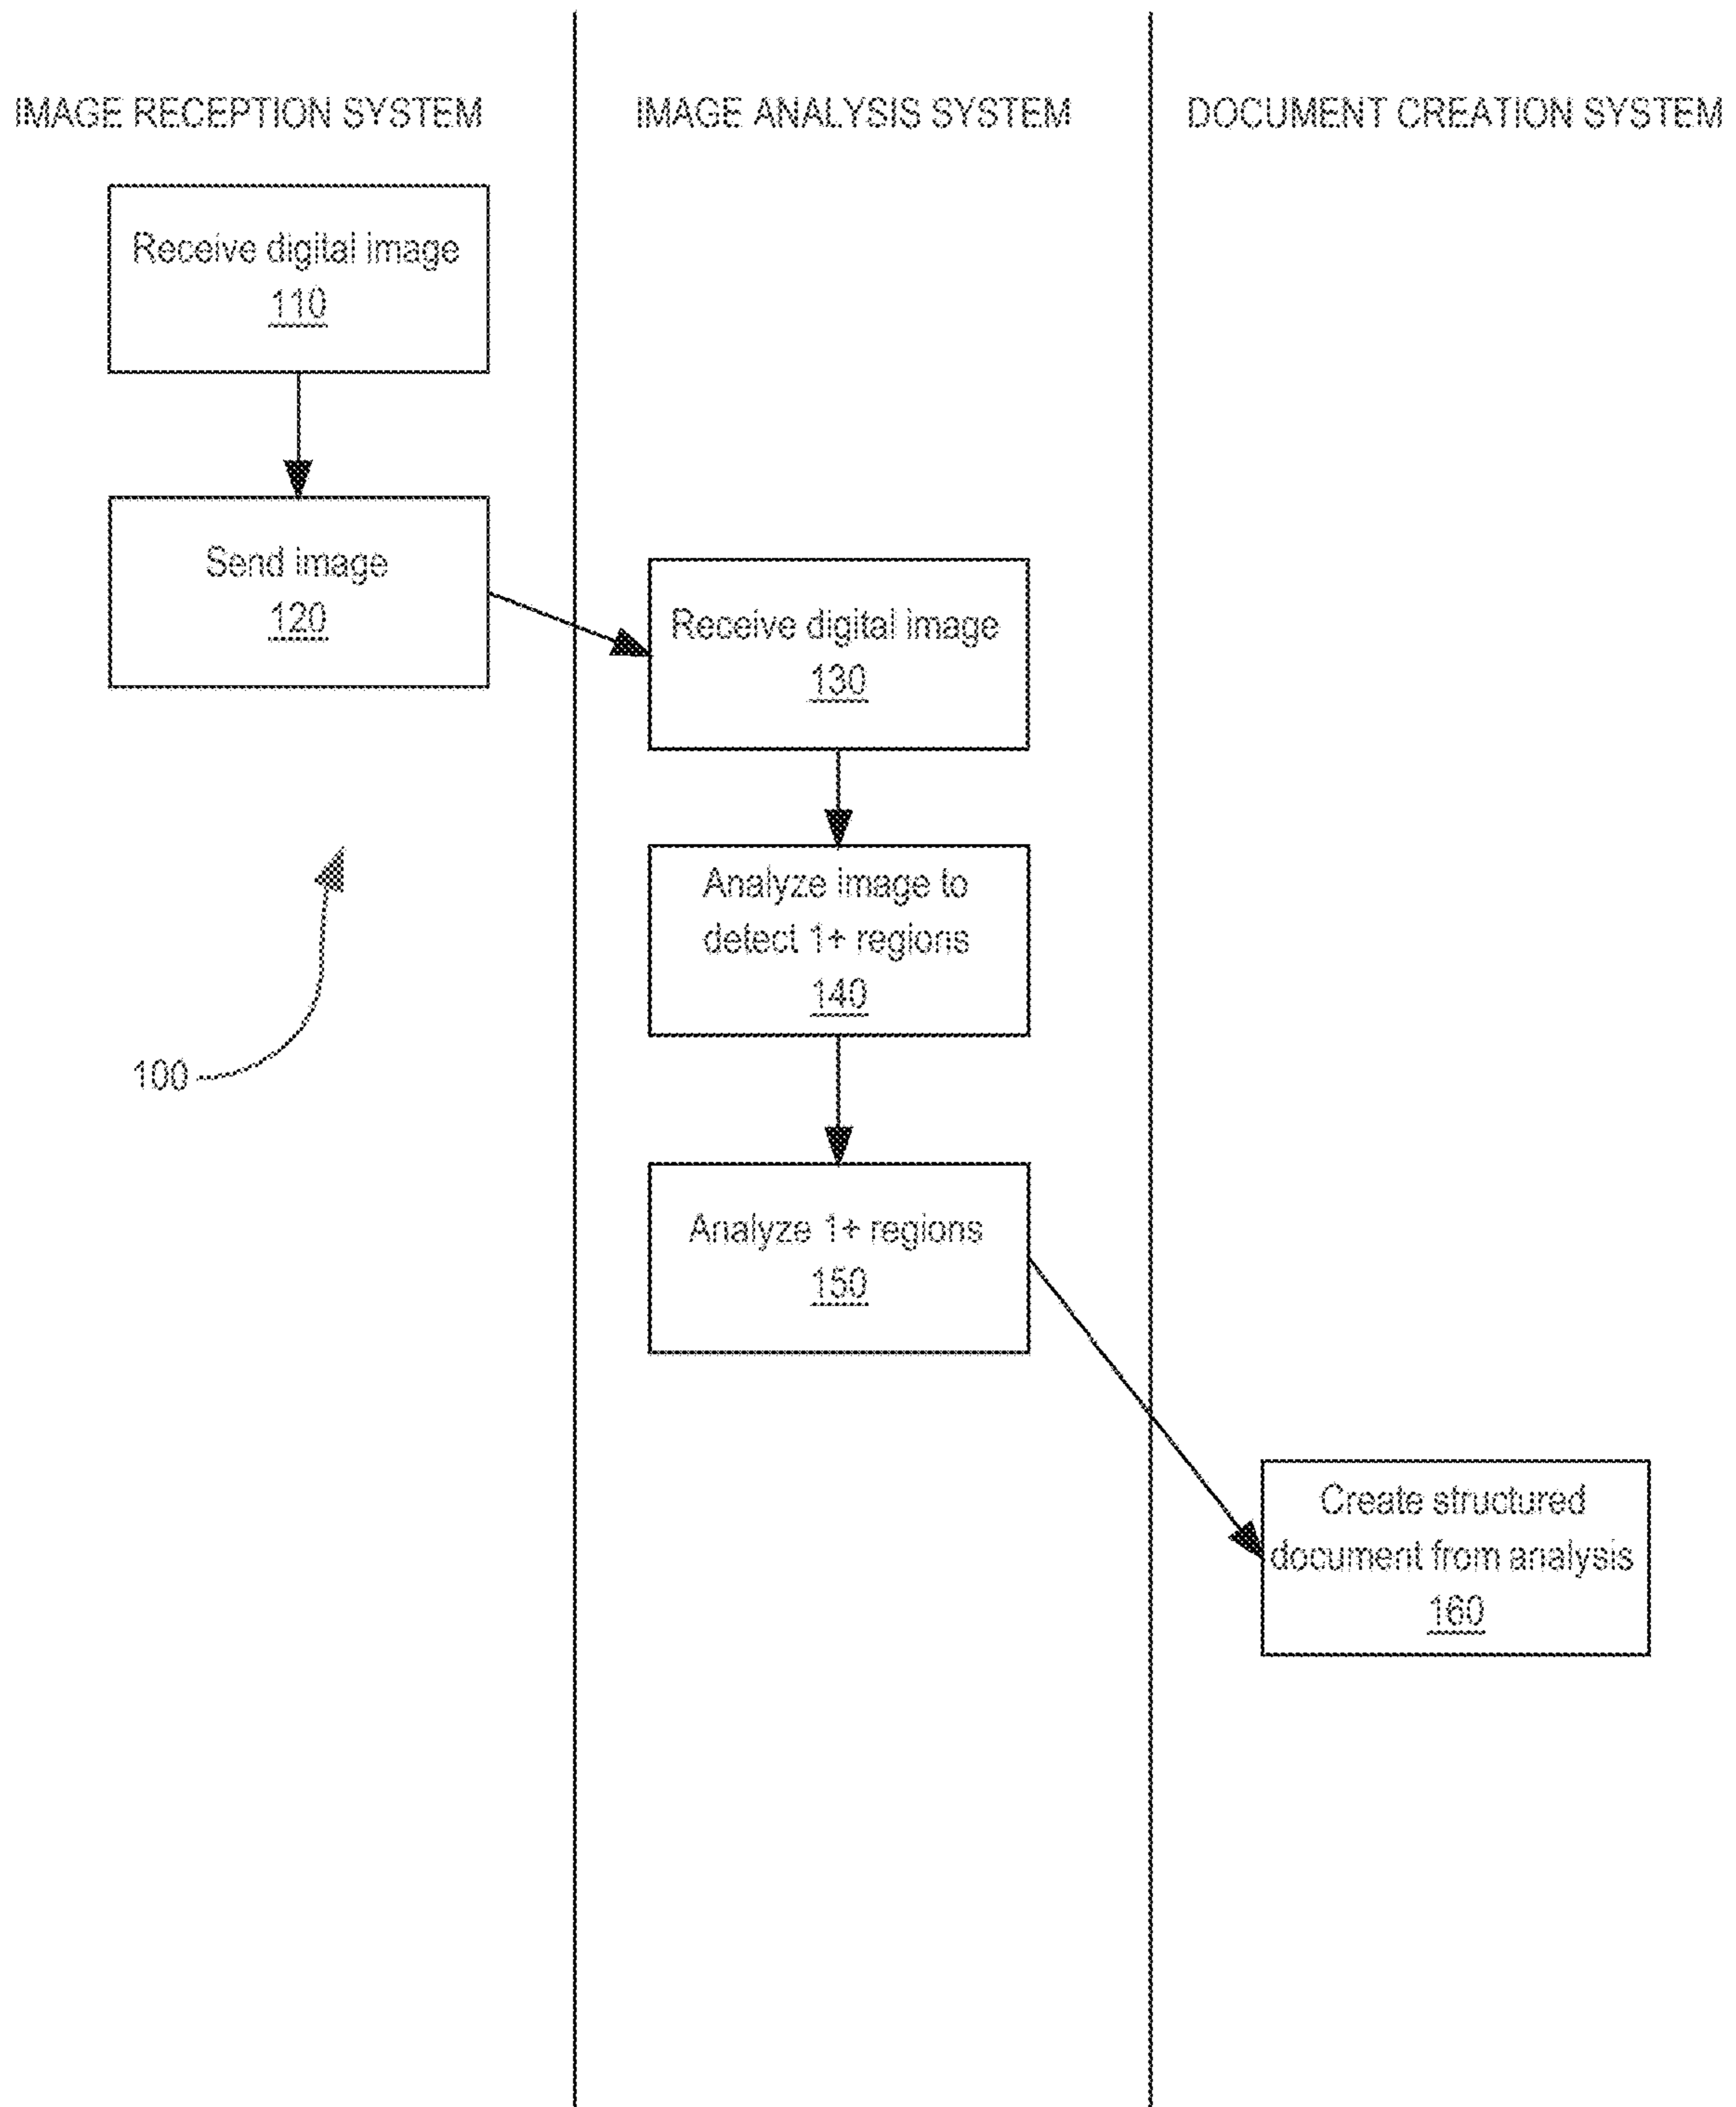 IMAGE RECEPTION SYSTEM
IMAGE ANALYSIS SYSTEM
DOCUMENT CREATION SYSTEM
Receive digital image
110
Send image
120
100
Receive digital image
130
Analyze image to
detect 1+ regions
140
Analyze 1+ regions
150
Create structured
document from analysis
160